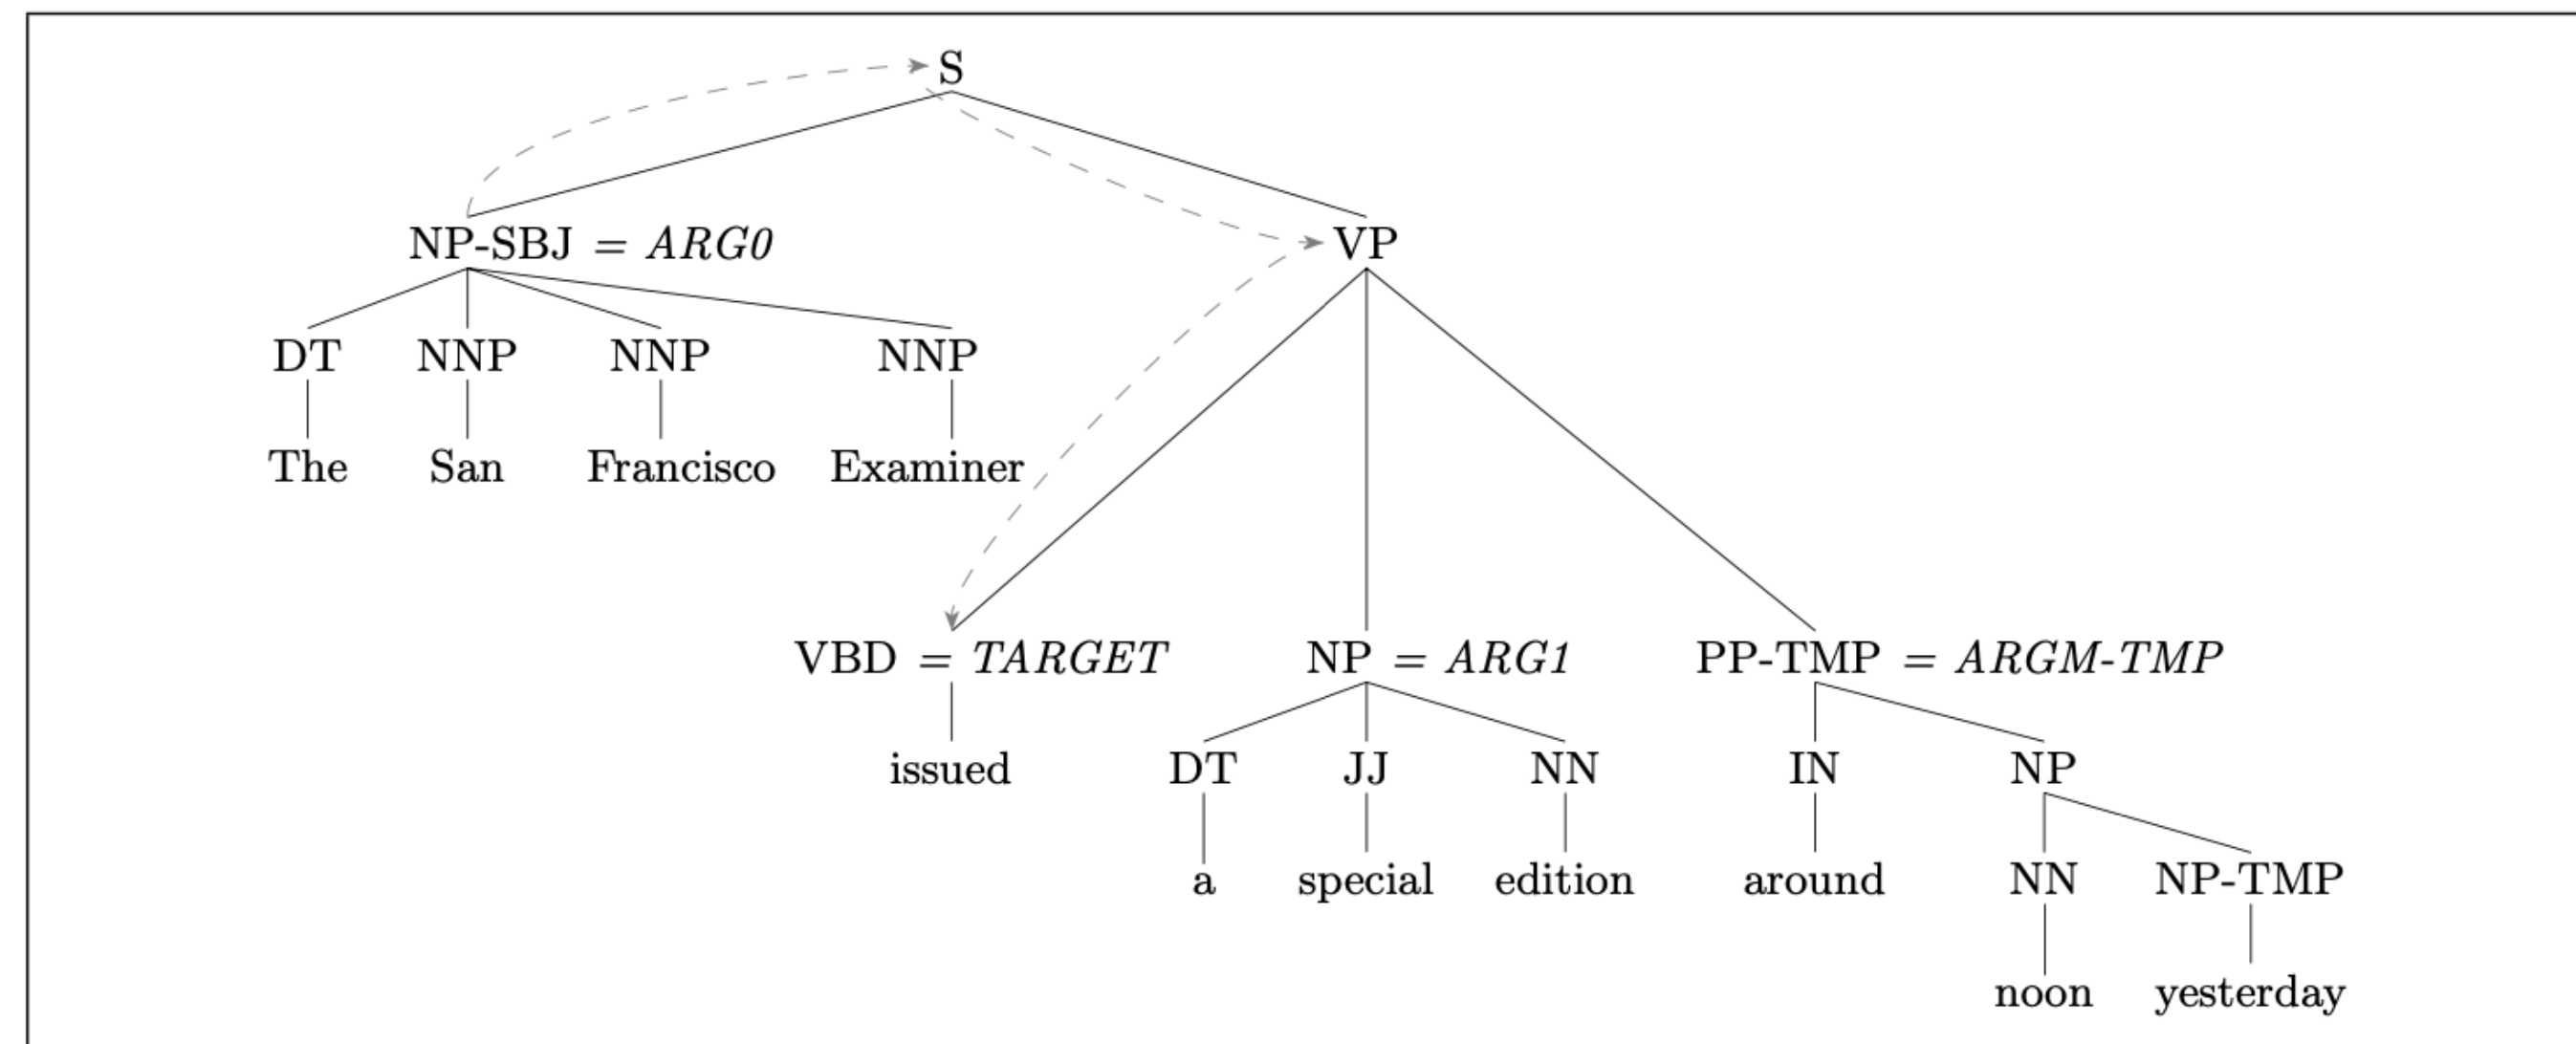 S
NP-SBJ = ARG0 VP
DT NNP NNP NNP
The San Francisco Examiner
VBD = TARGET NP = ARG1 PP-TMP = ARGM-TMP
issued DT JJ NN IN NP
a special edition around NN NP-TMP
noon yesterday